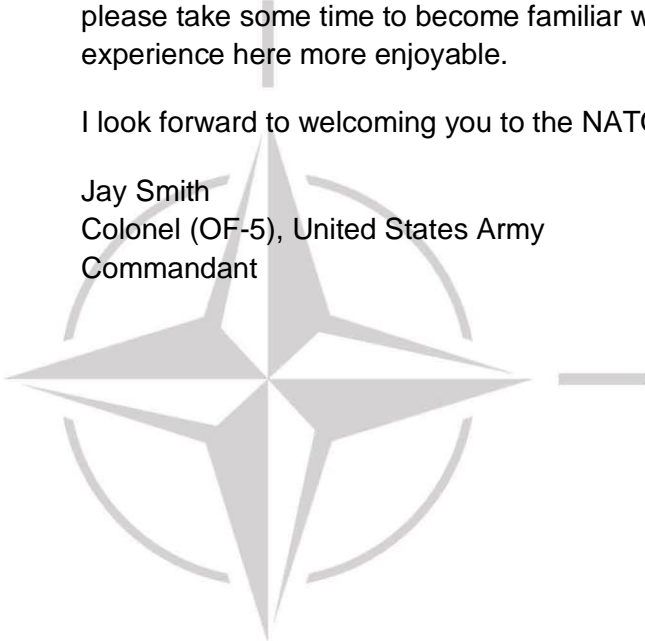 please take some time to become familiar w
experience here more enjoyable.
I look forward to welcoming you to the NATO
Jay Smith
Colonel (OF-5), United States Army
Commandant